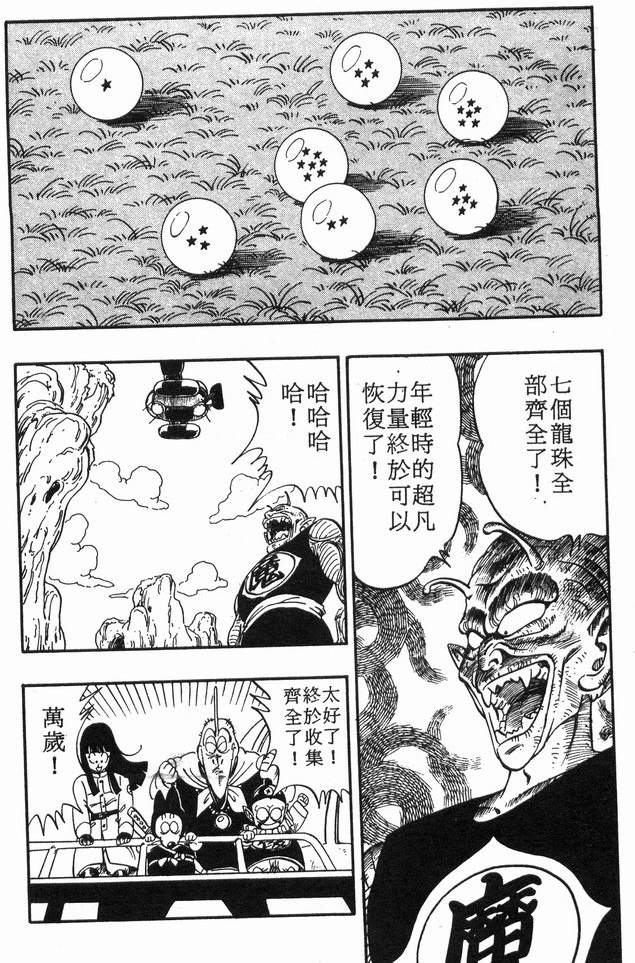 七個龍珠全
部齊全了！
年輕時的超凡
力量終於可以
恢復了！
魔
哈哈哈
哈！
魔
太好了！
終於收集
齊全了！
萬歲！